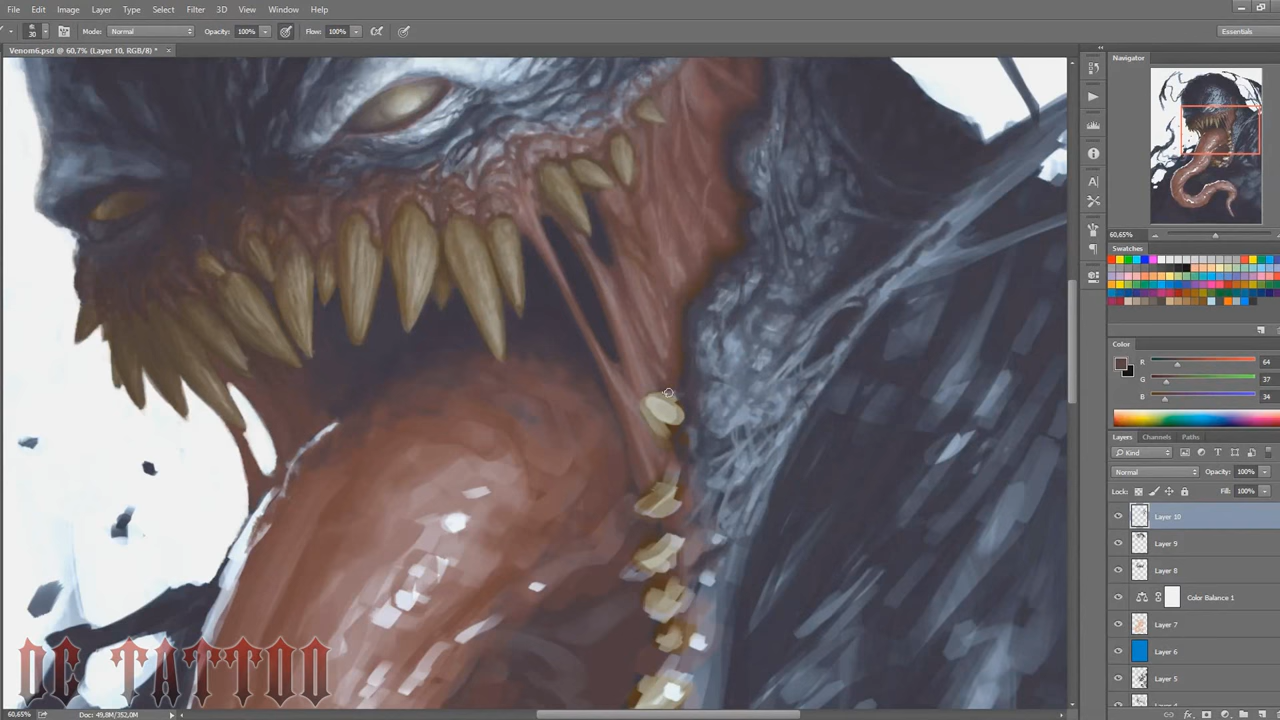 File Edit Image Layer Type Select Filter 3D View Window Help
30 Mode: Normal Opacity: 100% Flow: 100% Essentials
Venom6.psd @ 60,7% (Layer 10, RGB/8) * ×
Navigator
60,65%
Swatches
Color
R 64
G 37
B 34
Layers Channels Paths
Kind
Normal Opacity: 100%
Lock: Fill: 100%
Layer 10
Layer 9
Layer 8
Color Balance 1
Layer 7
Layer 6
Layer 5
DC TATTOO
60.65% Doc: 49,8M/352,0M